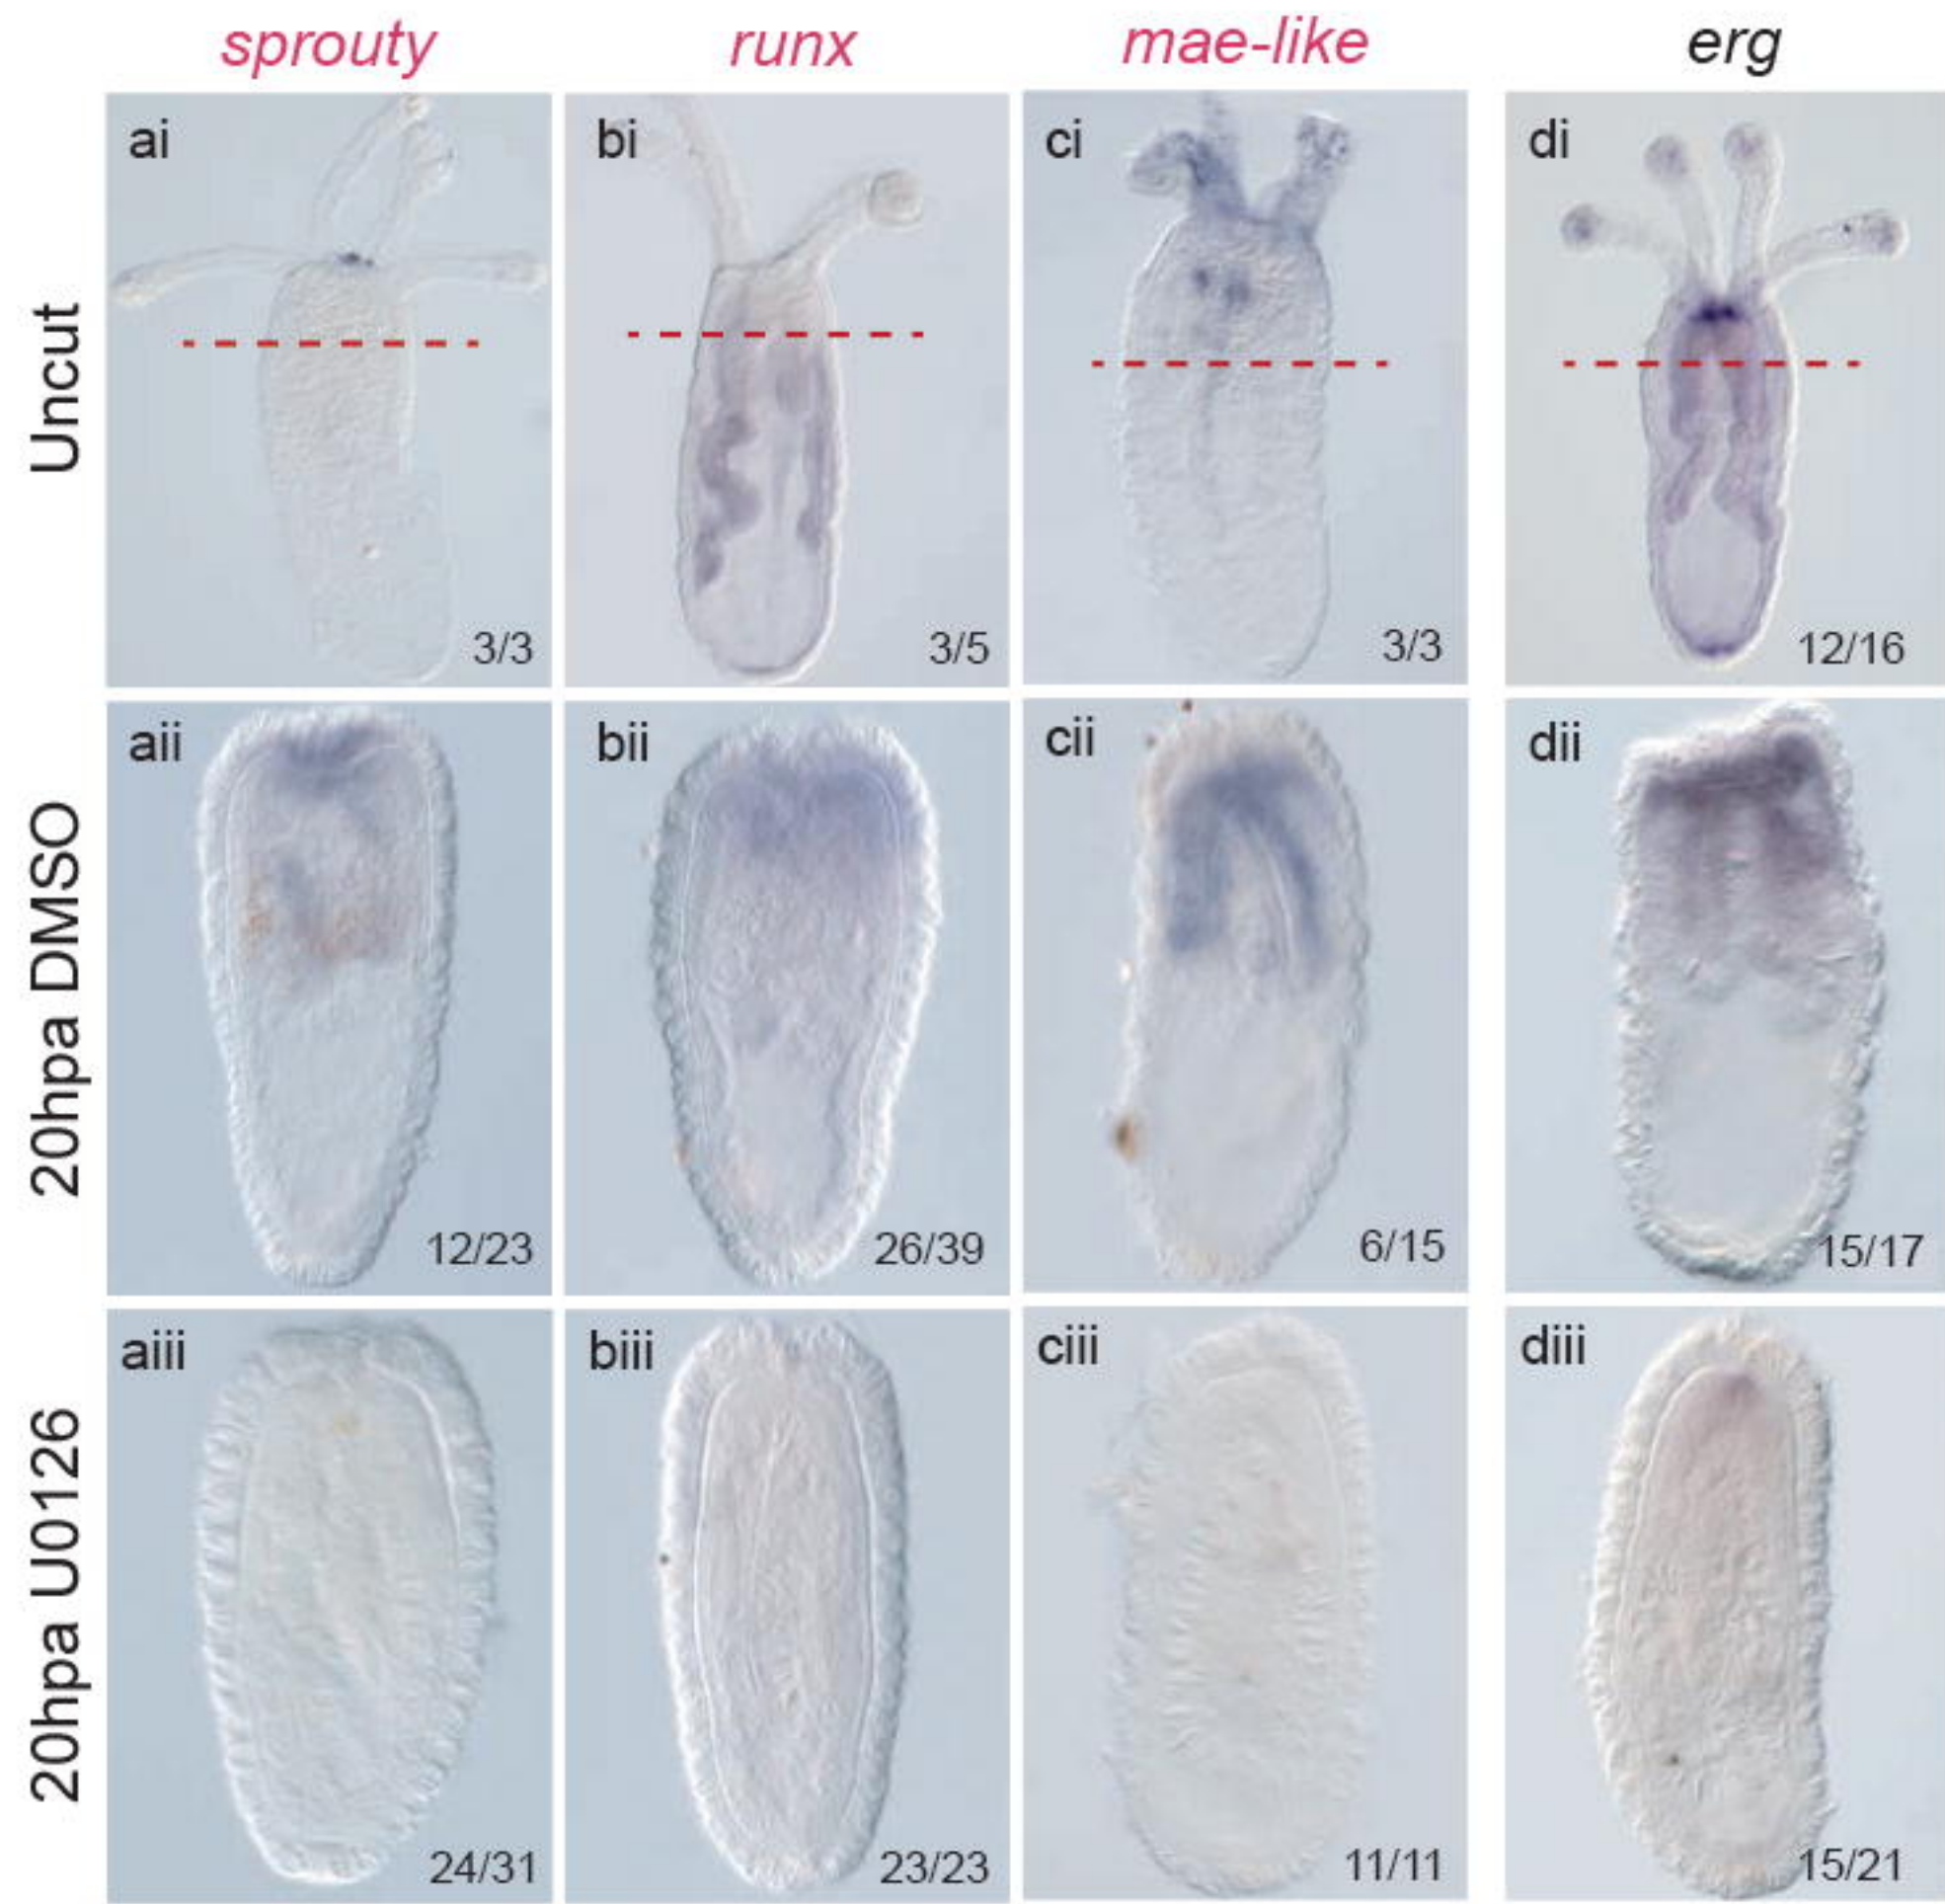 sprouty runx mae-like erg
Uncut
ai bi ci di
3/3 3/5 3/3 12/16
20hpa DMSO
aii bii cii dii
12/23 26/39 6/15 15/17
20hpa U0126
aiii biii ciii diii
24/31 23/23 11/11 15/21